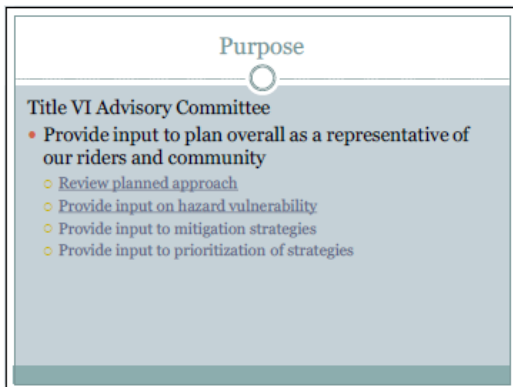 Purpose
Title VI Advisory Committee
• Provide input to plan overall as a representative of
our riders and community
○ Review planned approach
○ Provide input on hazard vulnerability
○ Provide input to mitigation strategies
○ Provide input to prioritization of strategies